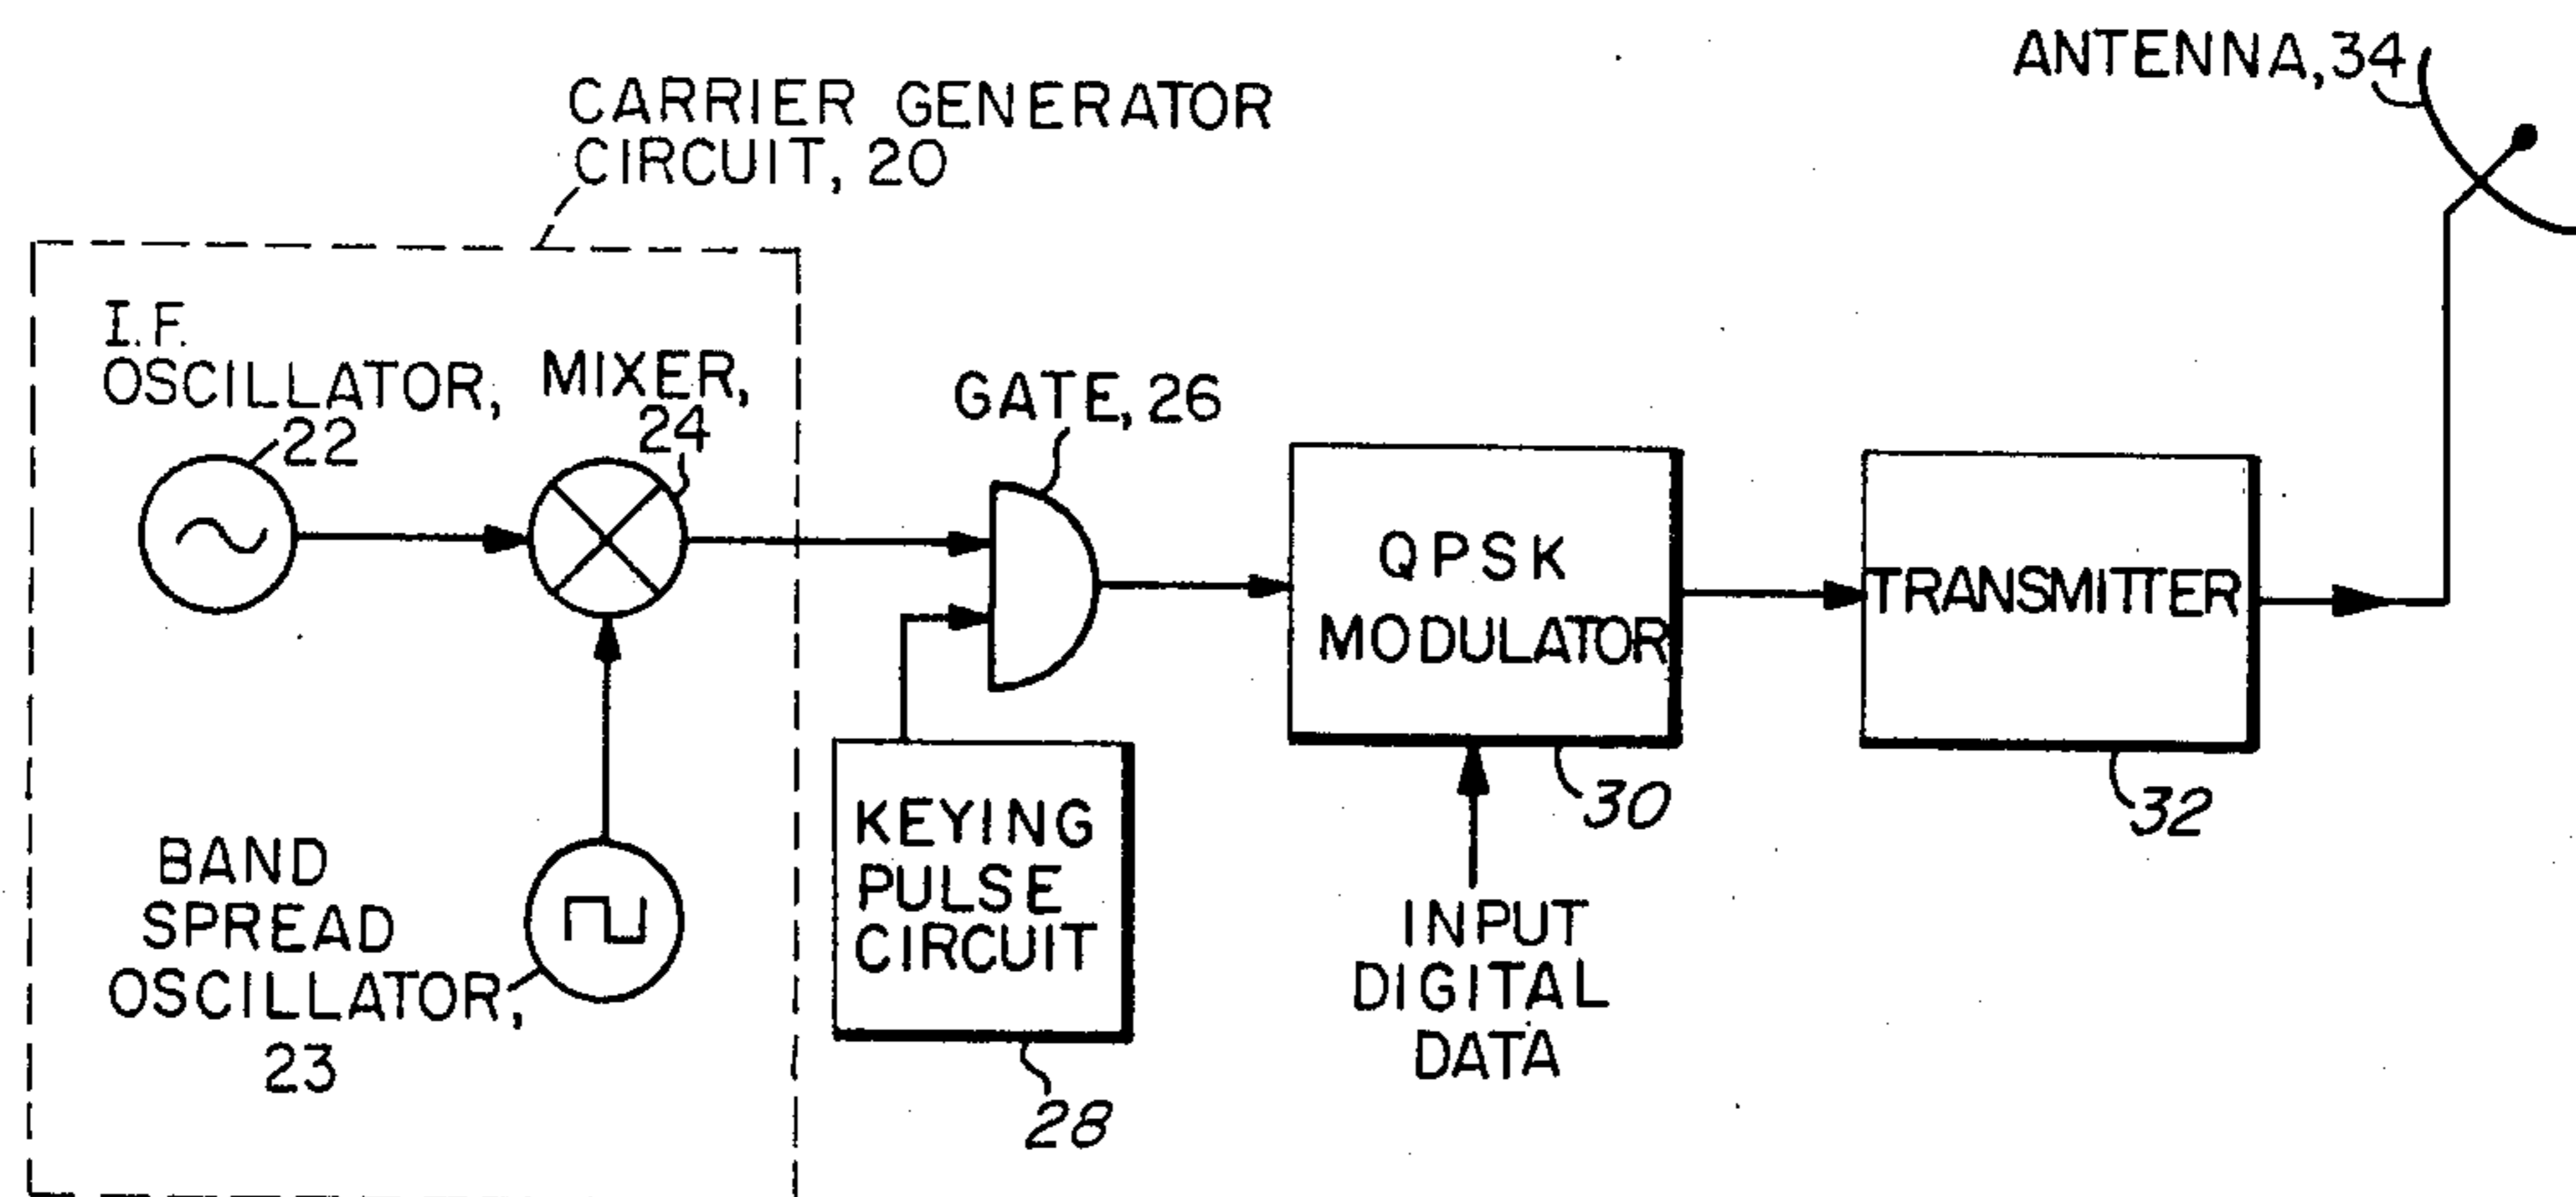 ANTENNA, 34
CARRIER GENERATOR
CIRCUIT, 20
I.F.
OSCILLATOR,
22
MIXER,
24
GATE, 26
QPSK
MODULATOR
30
TRANSMITTER
32
KEYING
PULSE
CIRCUIT
28
BAND
SPREAD
OSCILLATOR,
23
INPUT
DIGITAL
DATA